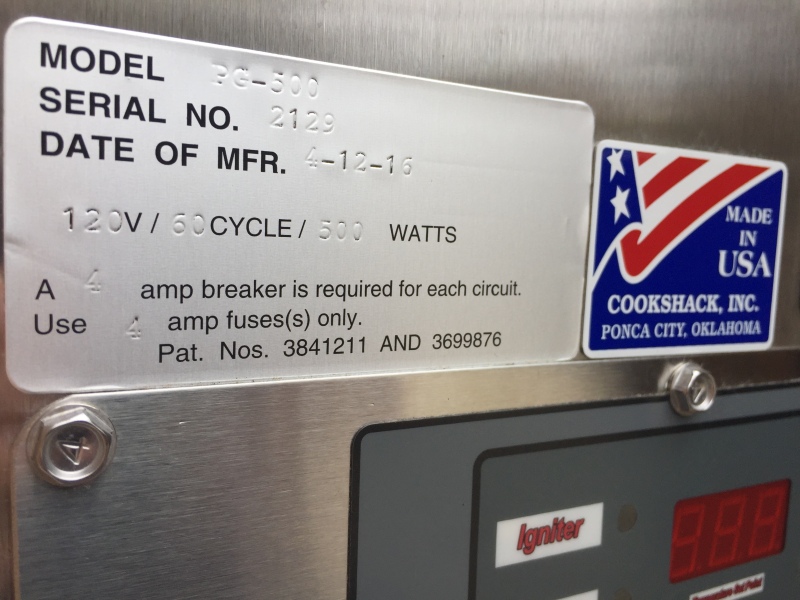 MODEL PG-500
SERIAL NO. 2129
DATE OF MFR. 4-12-16
120V / 60CYCLE / 500 WATTS
A 4 amp breaker is required for each circuit.
Use 4 amp fuses(s) only.
Pat. Nos. 3841211 AND 3699876
MADE
IN
USA
COOKSHACK, INC.
PONCA CITY, OKLAHOMA
4
Igniter